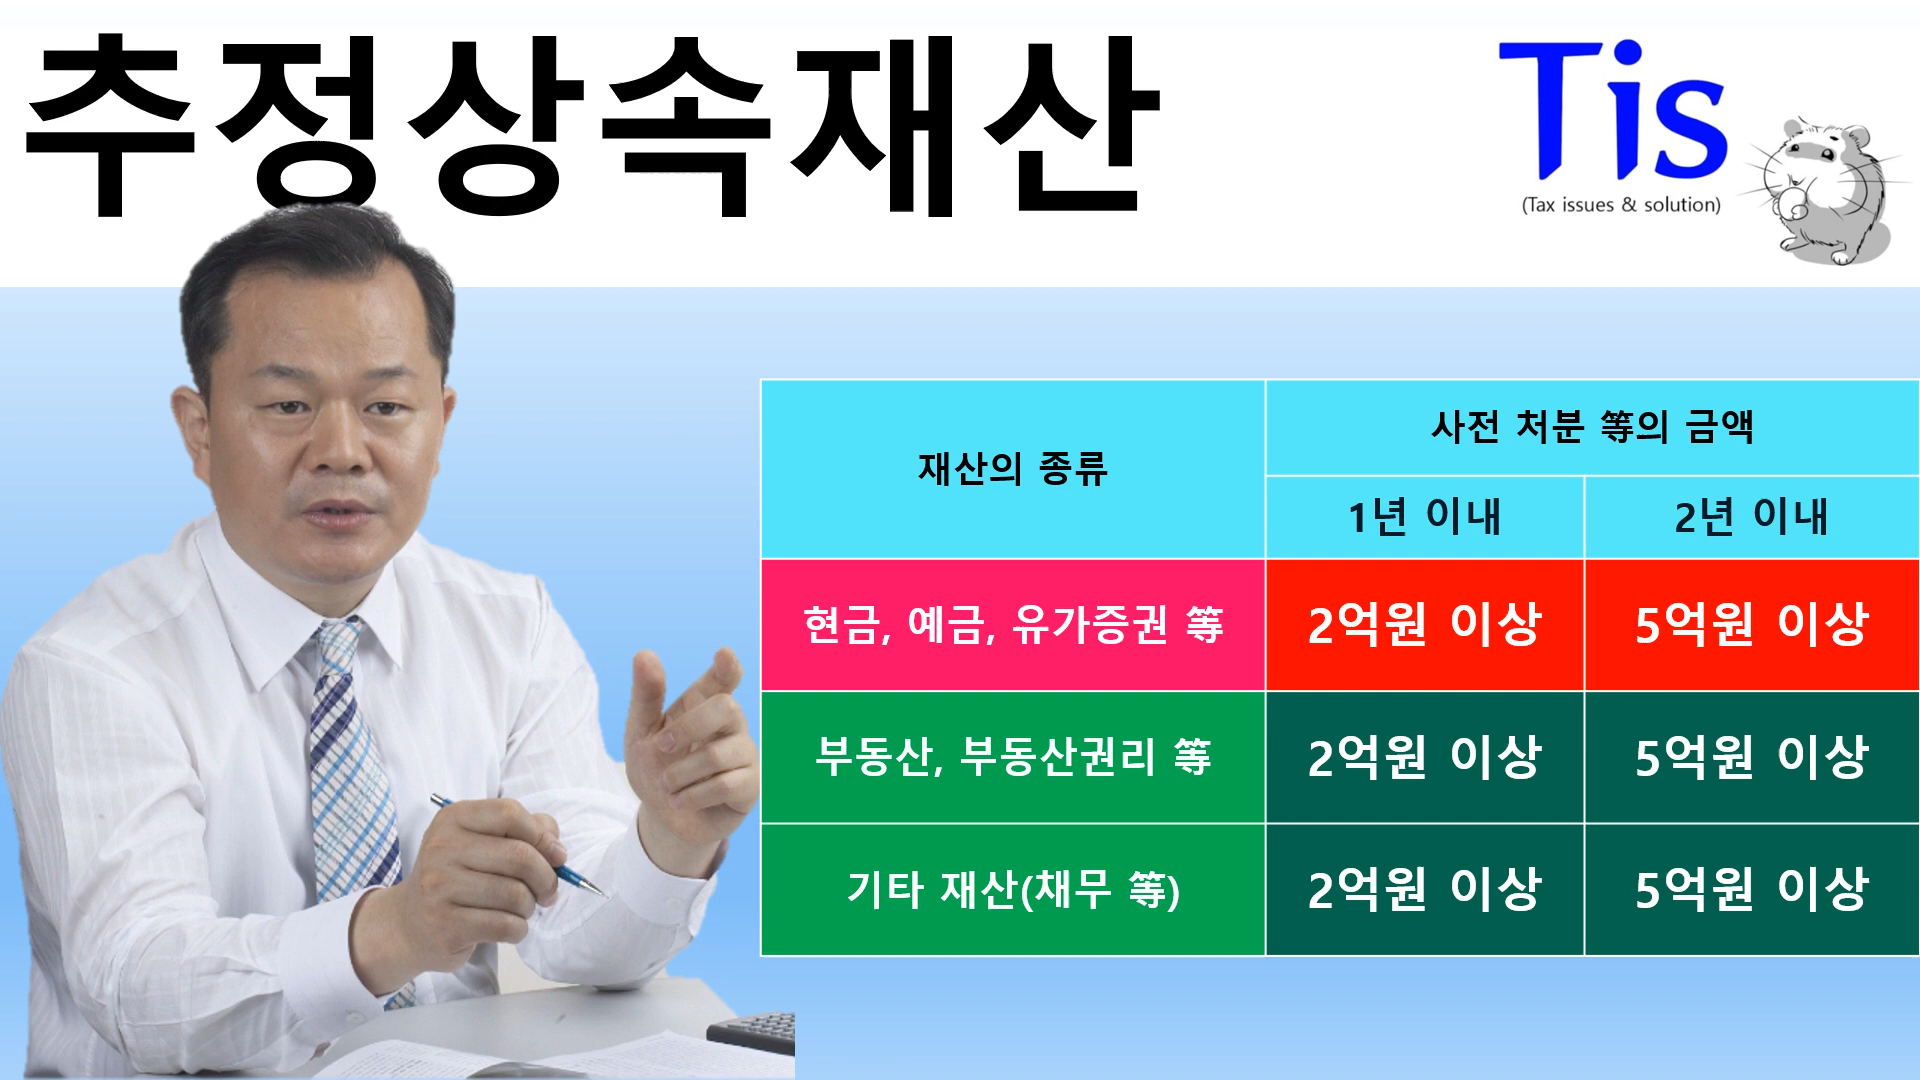 추정상속재산
Tis
(Tax issues & solution)
재산의 종류
사전 처분 等의 금액
1년 이내
2년 이내
현금, 예금, 유가증권 等
2억원 이상
5억원 이상
부동산, 부동산권리 等
2억원 이상
5억원 이상
기타 재산(채무 等)
2억원 이상
5억원 이상